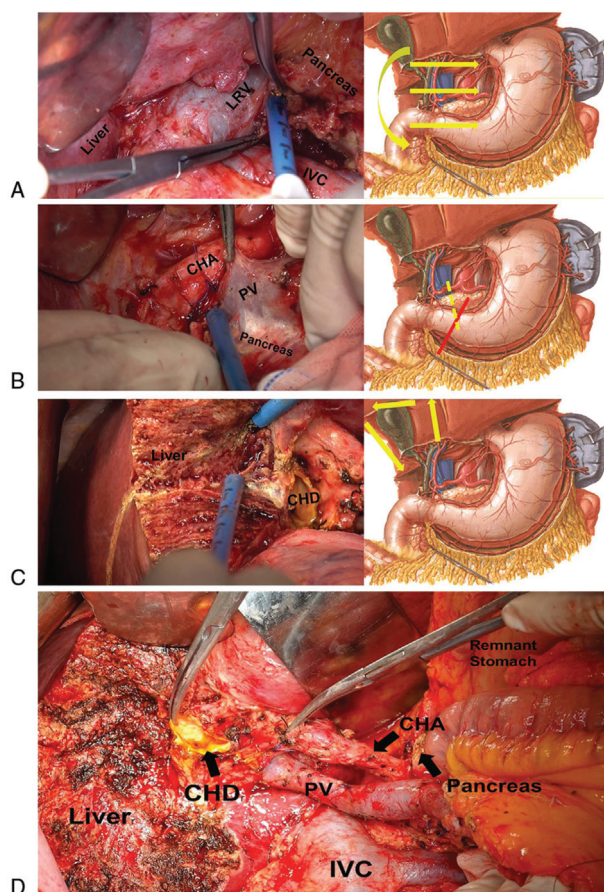 Pancreas
LRV
Liver
IVC
A
CHA
PV
Pancreas
B
Liver
CHD
C
Remnant
Stomach
CHA
CHD
PV
Pancreas
Liver
IVC
D